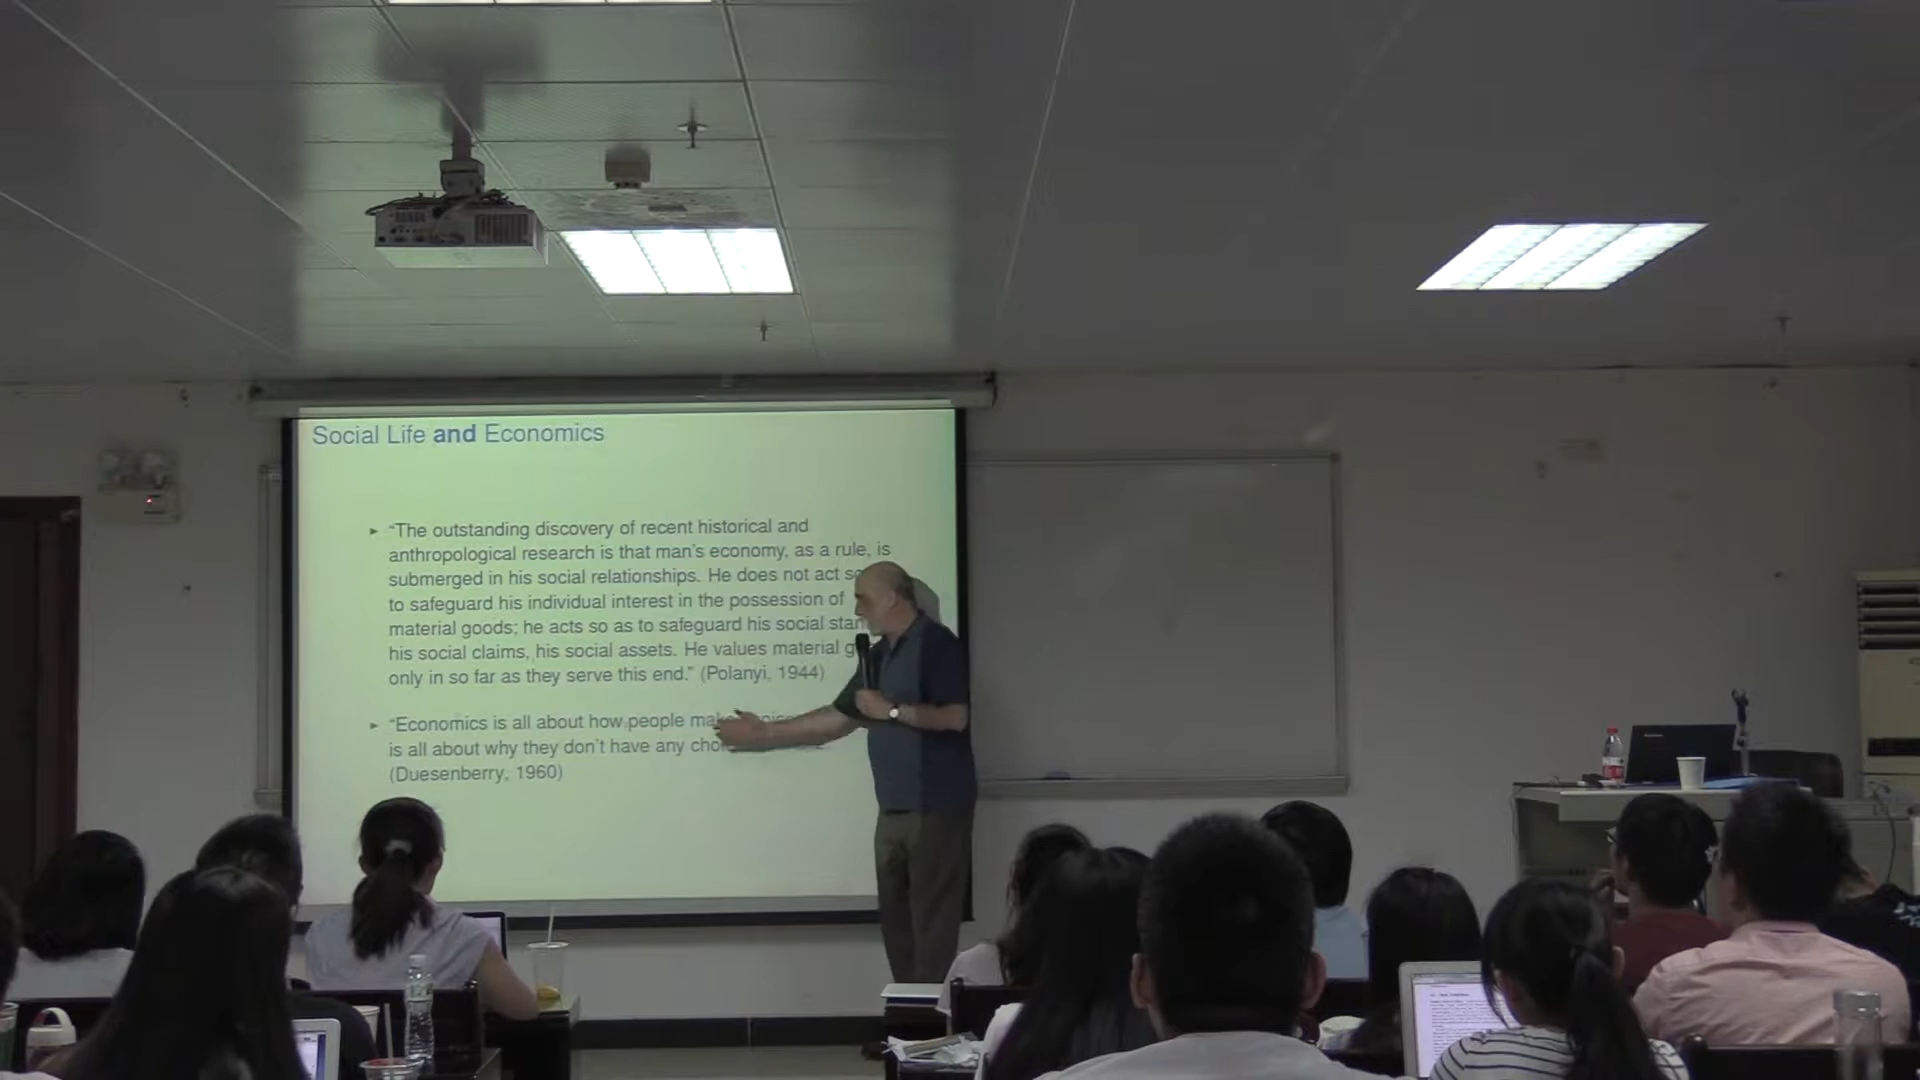 Social Life and Economics
► “The outstanding discovery of recent historical and
anthropological research is that man's economy, as a rule, is
submerged in his social relationships. He does not act so
to safeguard his individual interest in the possession of
material goods; he acts so as to safeguard his social
his social claims, his social assets. He values material
only in so far as they serve this end.” (Polanyi, 1944)
► “Economics is all about how people make
is all about why they don't have any
(Duesenberry, 1960)